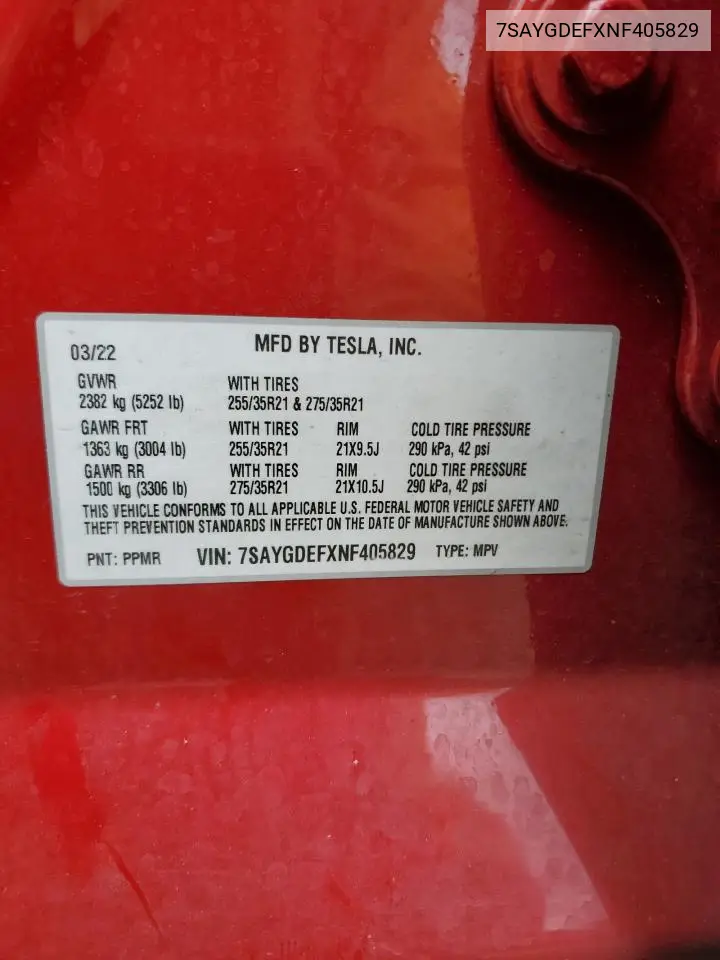 7SAYGDEFXNF405829
03/22 MFD BY TESLA, INC.
GVWR WITH TIRES
2382 kg (5252 lb) 255/35R21 & 275/35R21
GAWR FRT WITH TIRES RIM COLD TIRE PRESSURE
1363 kg (3004 lb) 255/35R21 21X9.5J 290 kPa, 42 psi
GAWR RR WITH TIRES RIM COLD TIRE PRESSURE
1500 kg (3306 lb) 275/35R21 21X10.5J 290 kPa, 42 psi
THIS VEHICLE CONFORMS TO ALL APPLICABLE U.S. FEDERAL MOTOR VEHICLE SAFETY AND
THEFT PREVENTION STANDARDS IN EFFECT ON THE DATE OF MANUFACTURE SHOWN ABOVE.
PNT: PPMR VIN: 7SAYGDEFXNF405829 TYPE: MPV